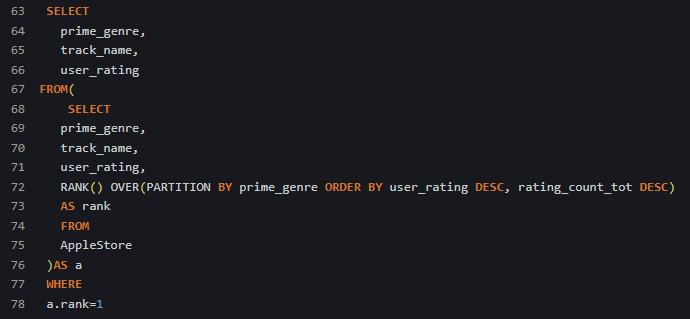 63 SELECT
64 prime_genre,
65 track_name,
66 user_rating
67 FROM(
68 SELECT
69 prime_genre,
70 track_name,
71 user_rating,
72 RANK() OVER(PARTITION BY prime_genre ORDER BY user_rating DESC, rating_count_tot DESC)
73 AS rank
74 FROM
75 AppleStore
76 )AS a
77 WHERE
78 a.rank=1